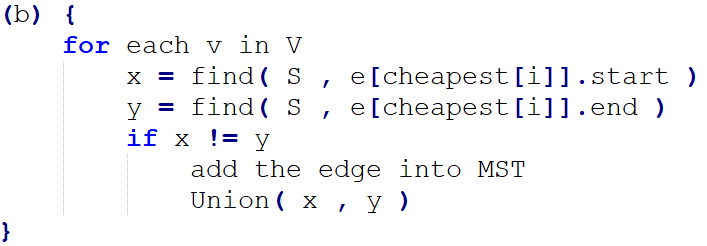 (b) {
for each v in V
x = find( S , e[cheapest[i]].start )
y = find( S , e[cheapest[i]].end )
if x != y
add the edge into MST
Union( x , y )
}